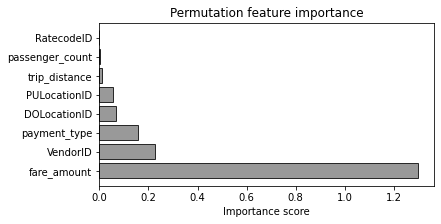 Permutation feature importance
RatecodeID
passenger_count
trip_distance
PULocationID
DOLocationID
payment_type
VendorID
fare_amount
0.0 0.2 0.4 0.6 0.8 1.0 1.2
Importance score